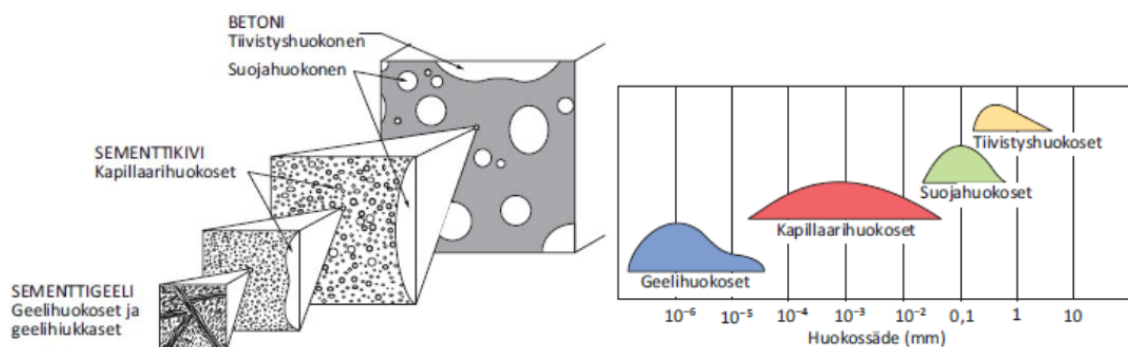 BETONI
Tiivistyshuokonen
Suojahuokonen
SEMENTTIKIVI
Kapillaarihuokoset
SEMENTTIGEELI
Geelihuokoset ja
geelihiukkaset
Tiivistyshuokoset
Suojahuokoset
Kapillaarihuokoset
Geelihuokoset
10⁻⁶ 10⁻⁵ 10⁻⁴ 10⁻³ 10⁻² 0,1 1 10
Huokossäde (mm)